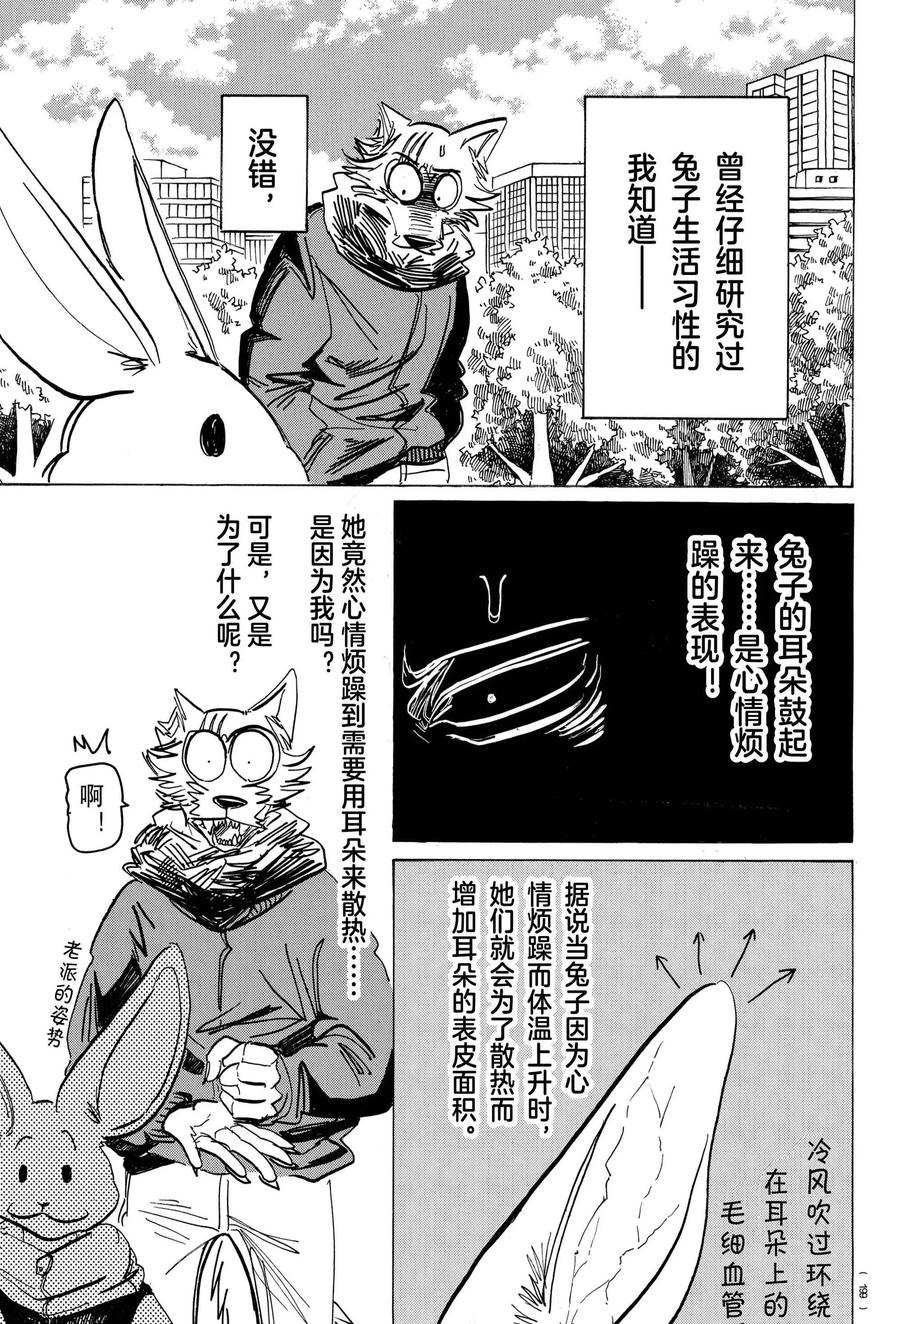 曾经仔细研究过
兔子生活习性的
我知道——
没错，
兔子的耳朵鼓起
来……是心情烦
躁的表现！
她竟然心情烦躁到需要用耳朵来散热……
是因为我吗？
可是，又是
为了什么呢？
啊！
老派的姿势
据说当兔子因为心
情烦躁而体温上升时，
她们就会为了散热而
增加耳朵的表皮面积。
冷风吹过环绕
在耳朵上的
毛细血管